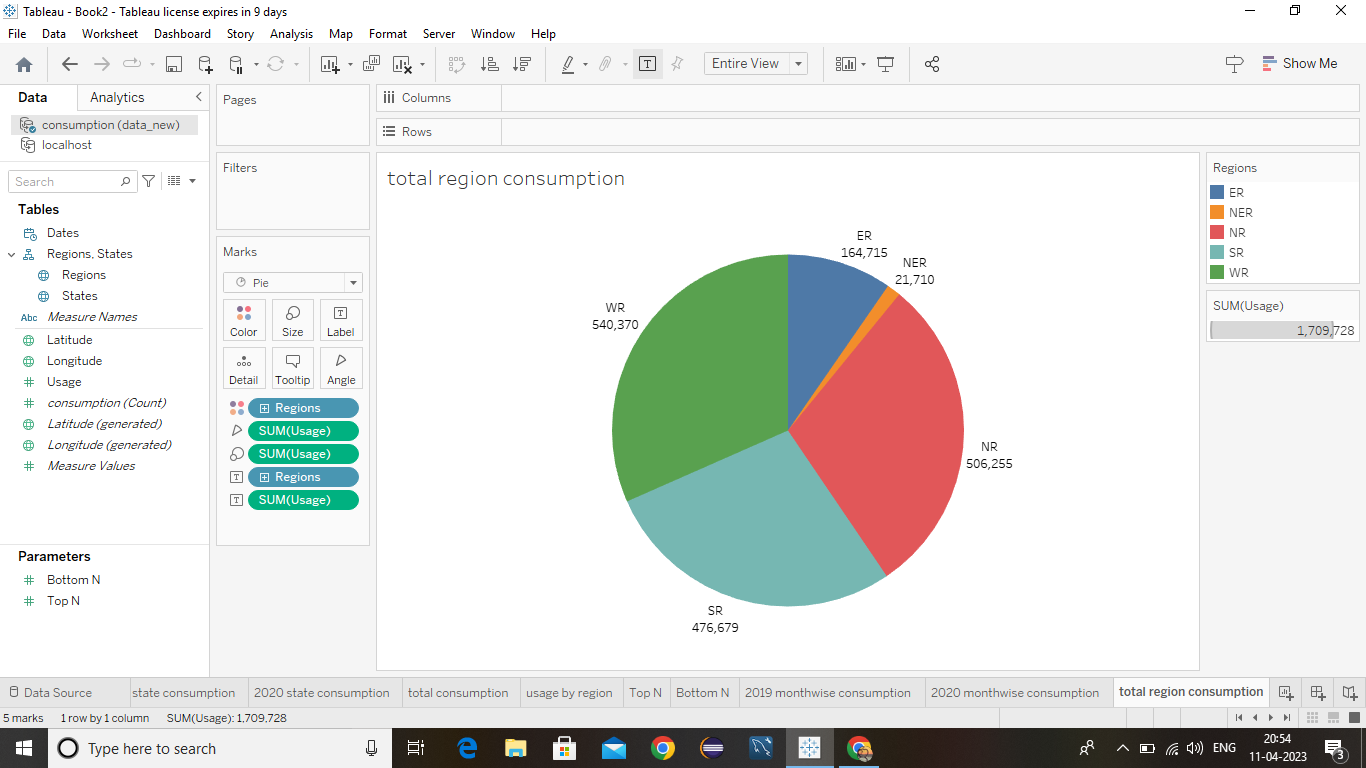 Tableau - Book2 - Tableau license expires in 9 days
File Data Worksheet Dashboard Story Analysis Map Format Server Window Help
Entire View
Show Me
Data Analytics
consumption (data_new)
localhost
Search
Tables
Dates
Regions, States
Regions
States
Abc Measure Names
Latitude
Longitude
Usage
consumption (Count)
Latitude (generated)
Longitude (generated)
Measure Values
Parameters
Bottom N
Top N
Pages
Filters
Marks
Pie
Color Size Label
Detail Tooltip Angle
Regions
SUM(Usage)
SUM(Usage)
Regions
SUM(Usage)
Columns
Rows
total region consumption
ER
164,715
NER
21,710
WR
540,370
NR
506,255
SR
476,679
Regions
ER
NER
NR
SR
WR
SUM(Usage)
1,709,728
Data Source state consumption 2020 state consumption total consumption usage by region Top N Bottom N 2019 monthwise consumption 2020 monthwise consumption total region consumption
5 marks 1 row by 1 column SUM(Usage): 1,709,728
Type here to search
ENG
20:54
11-04-2023
3